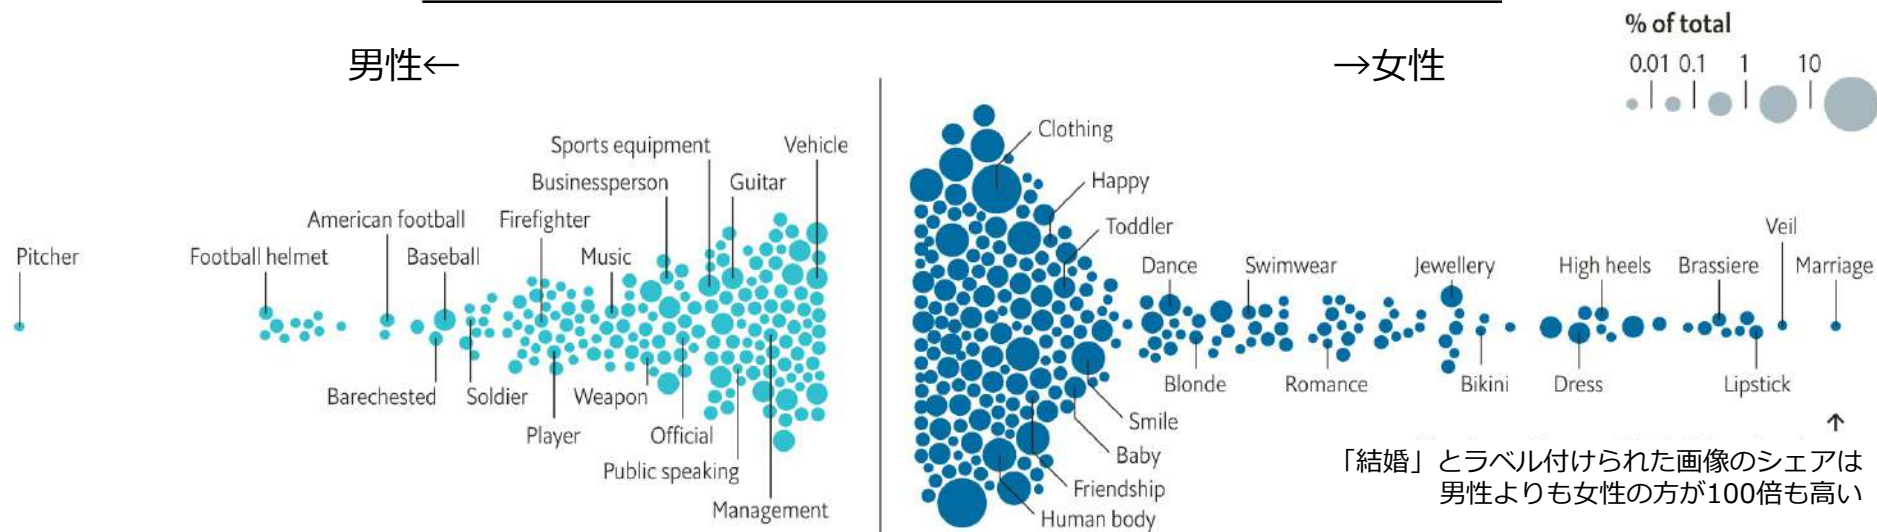 % of total
0.01 0.1 1 10
男性←
→女性
Sports equipment
Vehicle
Businessperson
Guitar
American football
Firefighter
Pitcher
Football helmet
Baseball
Music
Barechested
Soldier
Weapon
Player
Official
Public speaking
Management
Clothing
Happy
Toddler
Veil
Dance
Swimwear
Jewellery
High heels
Brassiere
Marriage
Blonde
Romance
Bikini
Dress
Lipstick
Smile
Baby
Friendship
Human body
↑
「結婚」とラベル付けられた画像のシェアは
男性よりも女性の方が100倍も高い